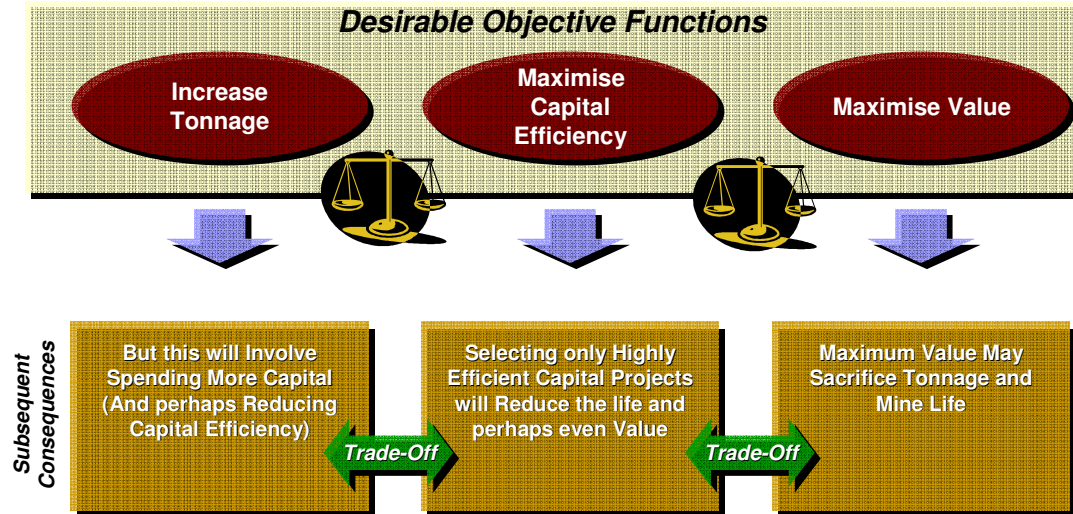 Desirable Objective Functions
Increase
Tonnage
Maximise
Capital
Efficiency
Maximise Value
Subsequent
Consequences
But this will Involve
Spending More Capital
(And perhaps Reducing
Capital Efficiency)
Trade-Off
Selecting only Highly
Efficient Capital Projects
will Reduce the life and
perhaps even Value
Trade-Off
Maximum Value May
Sacrifice Tonnage and
Mine Life